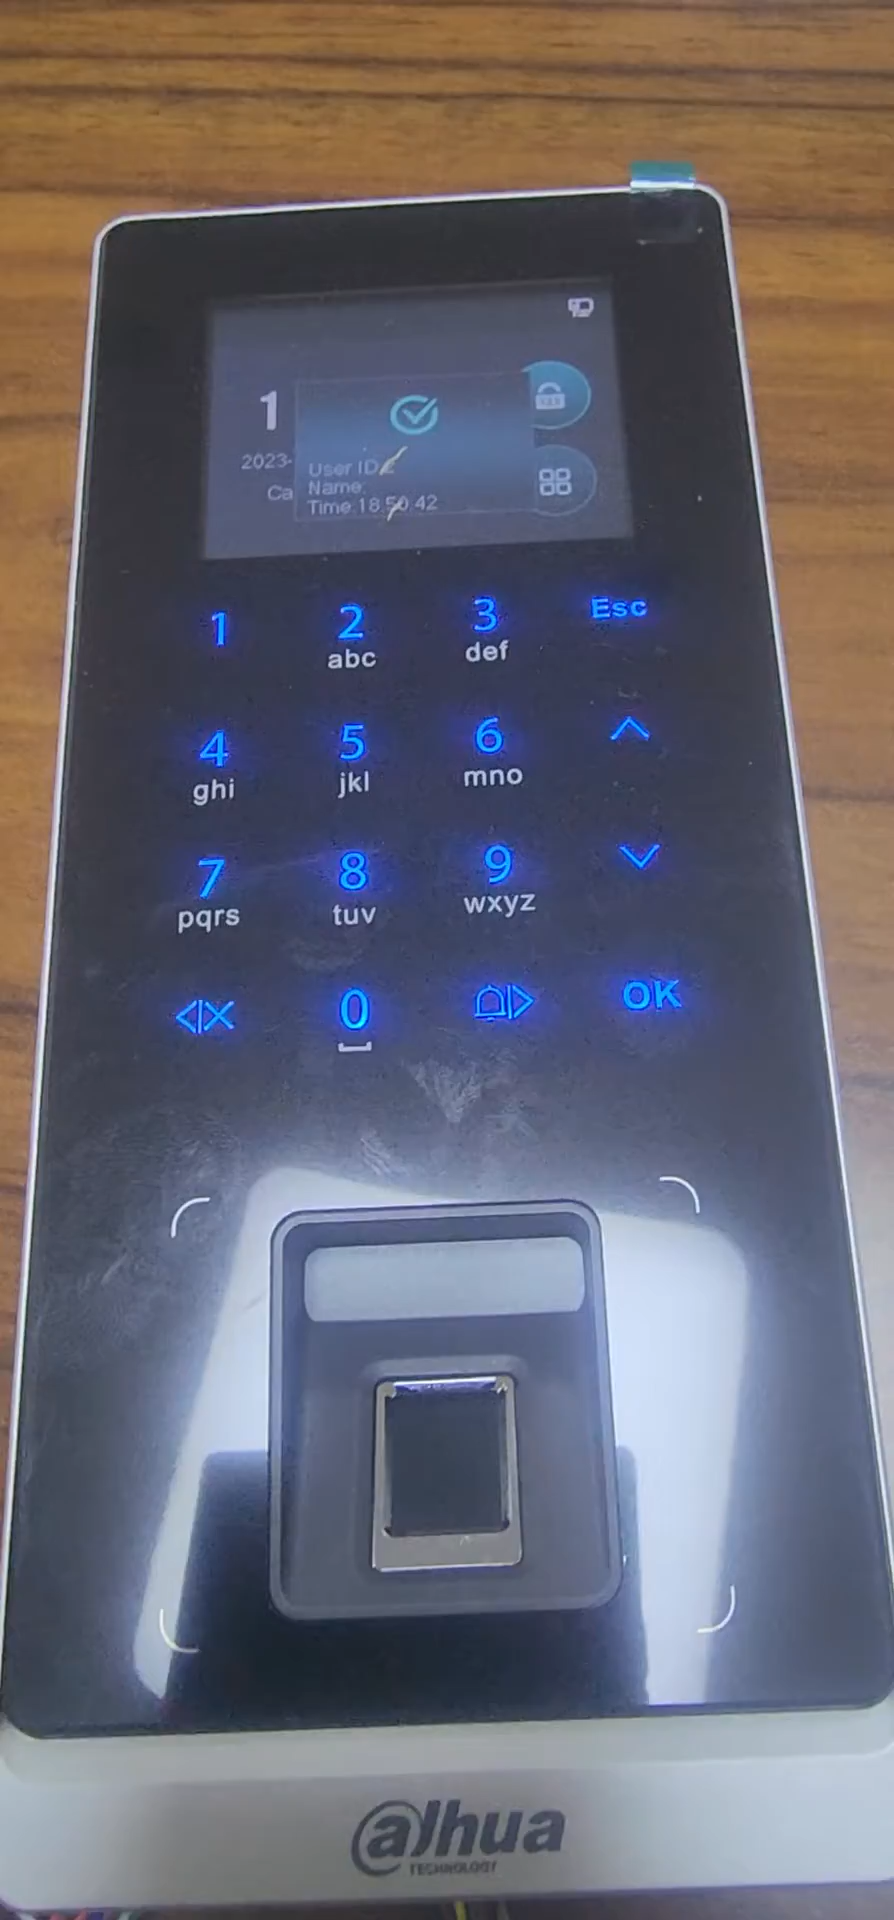 1
2023-
Ca
User ID:
Name:
Time:18:50:42
1 2 3 Esc
abc def
4 5 6
ghi jkl mno
7 8 9
pqrs tuv wxyz
0 OK
alhua
TECHNOLOGY